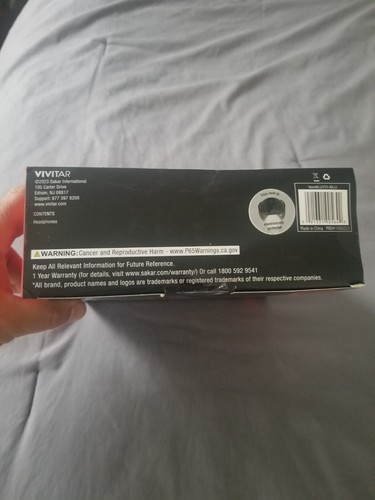 VIVITAR
©2023 Sakar International
195 Carter Drive
Edison, NJ 08817
Support: 877 397 8200
www.vivitar.com
CONTENTS
Headphones
Made in China
WARNING: Cancer and Reproductive Harm - www.P65Warnings.ca.gov
Keep All Relevant Information for Future Reference.
1 Year Warranty (for details, visit www.sakar.com/warranty/) Or call 1800 592 9541
*All brand, product names and logos are trademarks or registered trademarks of their respective companies.